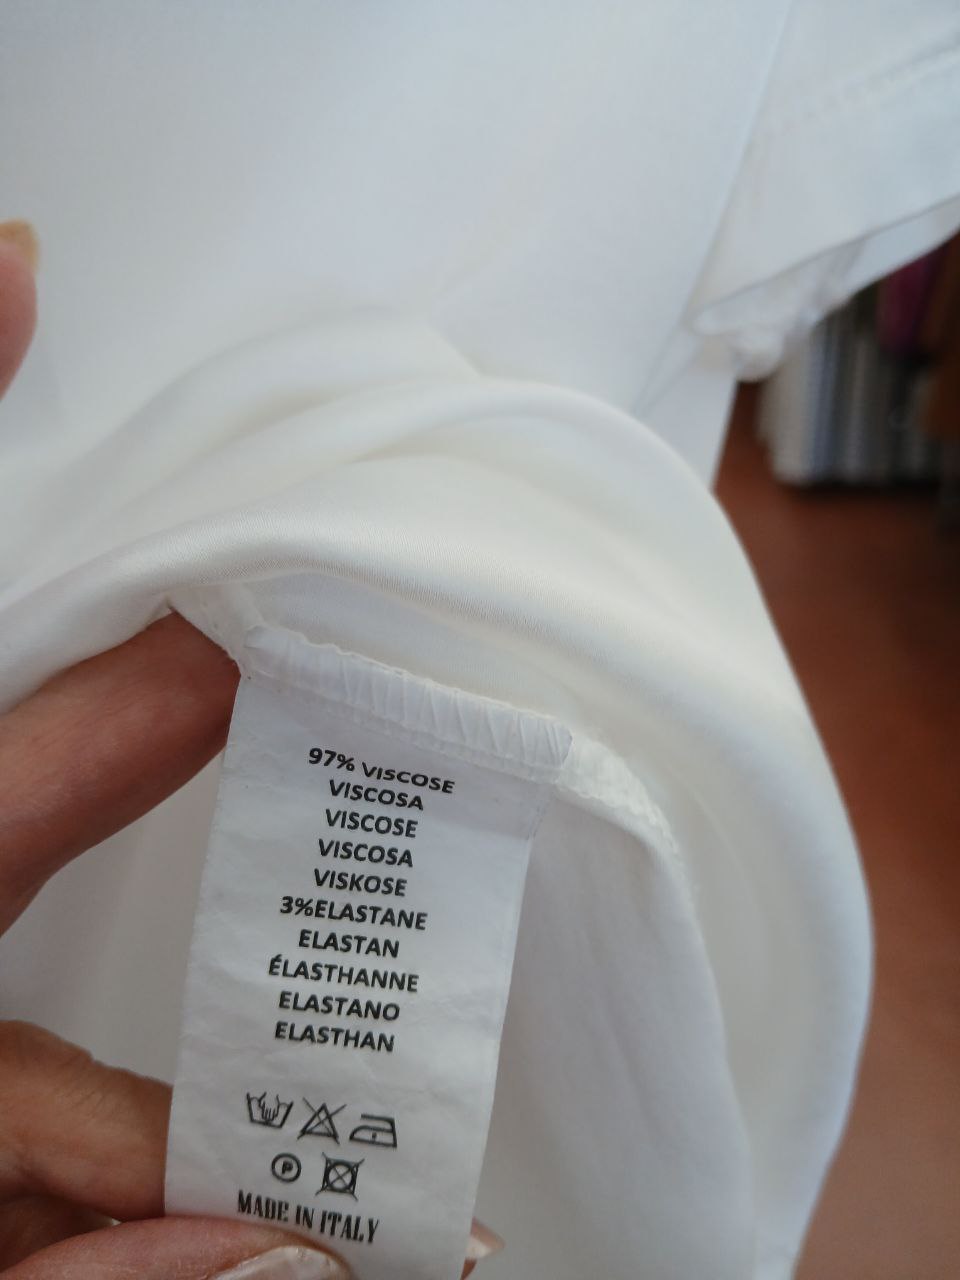 97% VISCOSE
VISCOSA
VISCOSE
VISCOSA
VISKOSE
3%ELASTANE
ELASTAN
ÉLASTHANNE
ELASTANO
ELASTHAN
P
MADE IN ITALY